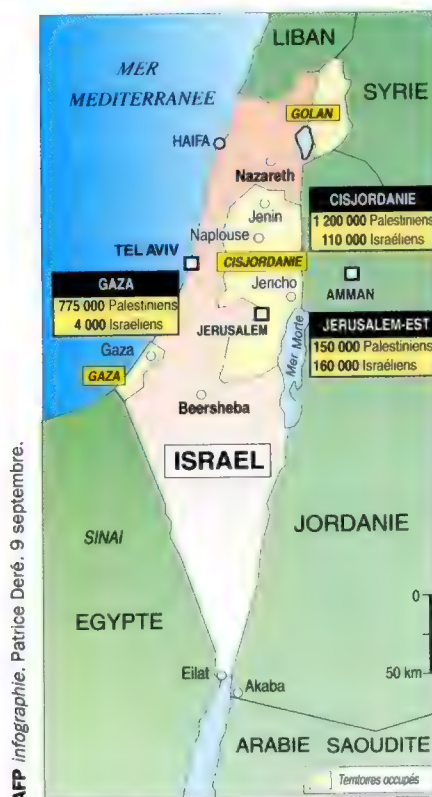 LIBAN
MER
MEDITERRANEE
SYRIE
GOLAN
HAIFA
Nazareth
CISJORDANIE
1 200 000 Palestiniens
110 000 Israéliens
Jenin
Naplouse
TEL AVIV
CISJORDANIE
GAZA
775 000 Palestiniens
4 000 Israeliens
Jencho
AMMAN
JERUSALEM
JERUSALEM-EST
150 000 Palestiniens
160 000 Israéliens
Mer Morte
Gaza
GAZA
Beersheba
ISRAEL
SINAI
JORDANIE
EGYPTE
0
50 km
Eilat
Akaba
ARABIE SAOUDITE
Territoires occupés
AFP infographie. Patrice Deré. 9 septembre.